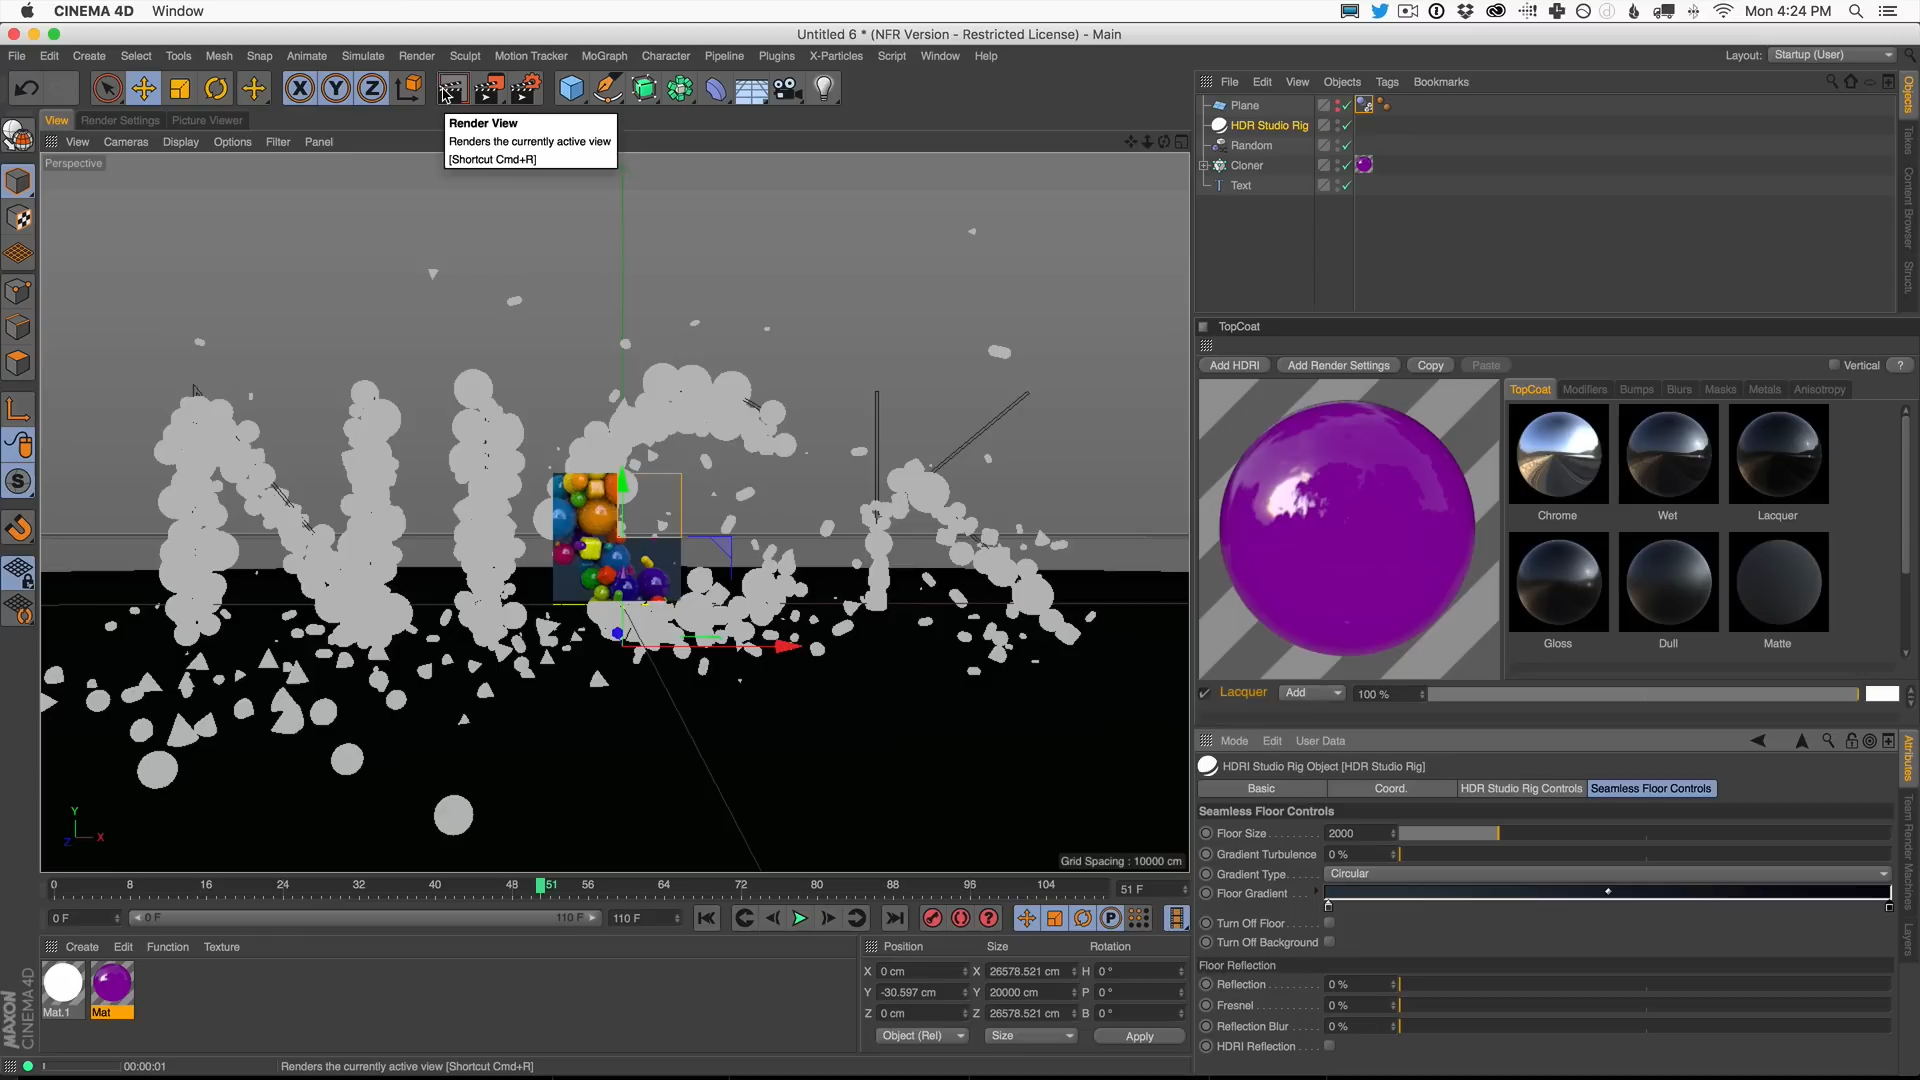 CINEMA 4D Window
Mon 4:24 PM
Untitled 6 * (NFR Version - Restricted License) - Main
File Edit Create Select Tools Mesh Snap Animate Simulate Render Sculpt Motion Tracker MoGraph Character Pipeline Plugins X-Particles Script Window Help
Layout: Startup (User)
X Y Z
File Edit View Objects Tags Bookmarks
View Render Settings Picture Viewer
View Cameras Display Options Filter Panel
Perspective
Render View
Renders the currently active view
[Shortcut Cmd+R]
Plane
HDR Studio Rig
Random
Cloner
Text
Objects
Takes
Content Browser
TopCoat
Add HDRI Add Render Settings Copy Paste Vertical ?
TopCoat Modifiers Bumps Blurs Masks Metals Anisotropy
Chrome Wet Lacquer
Gloss Dull Matte
Lacquer Add 100 %
Mode Edit User Data
HDRI Studio Rig Object [HDR Studio Rig]
Basic Coord. HDR Studio Rig Controls Seamless Floor Controls
Seamless Floor Controls
Floor Size 2000
Gradient Turbulence 0 %
Gradient Type Circular
Floor Gradient
Turn Off Floor
Turn Off Background
Floor Reflection
Reflection 0 %
Fresnel 0 %
Reflection Blur 0 %
HDRI Reflection
Attributes
Team Render Machines
Layers
Y
X
Z
Grid Spacing : 10000 cm
0 8 16 24 32 40 48 51 56 64 72 80 88 96 104 51 F
0 F 0 F 110 F 110 F
Create Edit Function Texture
Mat.1 Mat
Position Size Rotation
X 0 cm X 26578.521 cm H 0 °
Y -30.597 cm Y 20000 cm P 0 °
Z 0 cm Z 26578.521 cm B 0 °
Object (Rel) Size Apply
MAXON
CINEMA 4D
00:00:01 Renders the currently active view [Shortcut Cmd+R]